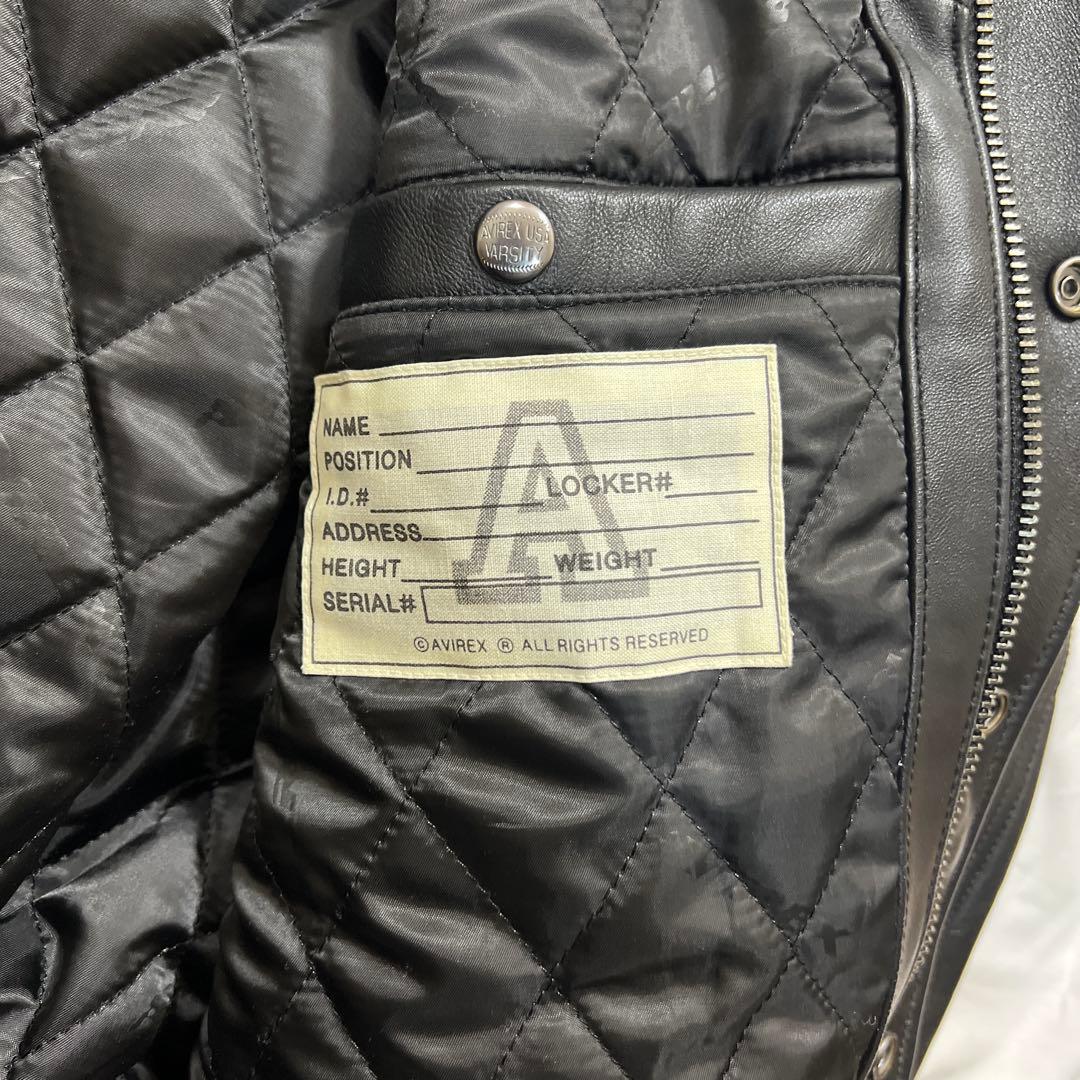 AVIREX USA
VARSITY
NAME
POSITION
I.D.# LOCKER#
ADDRESS
HEIGHT WEIGHT
SERIAL#
©AVIREX ® ALL RIGHTS RESERVED
A